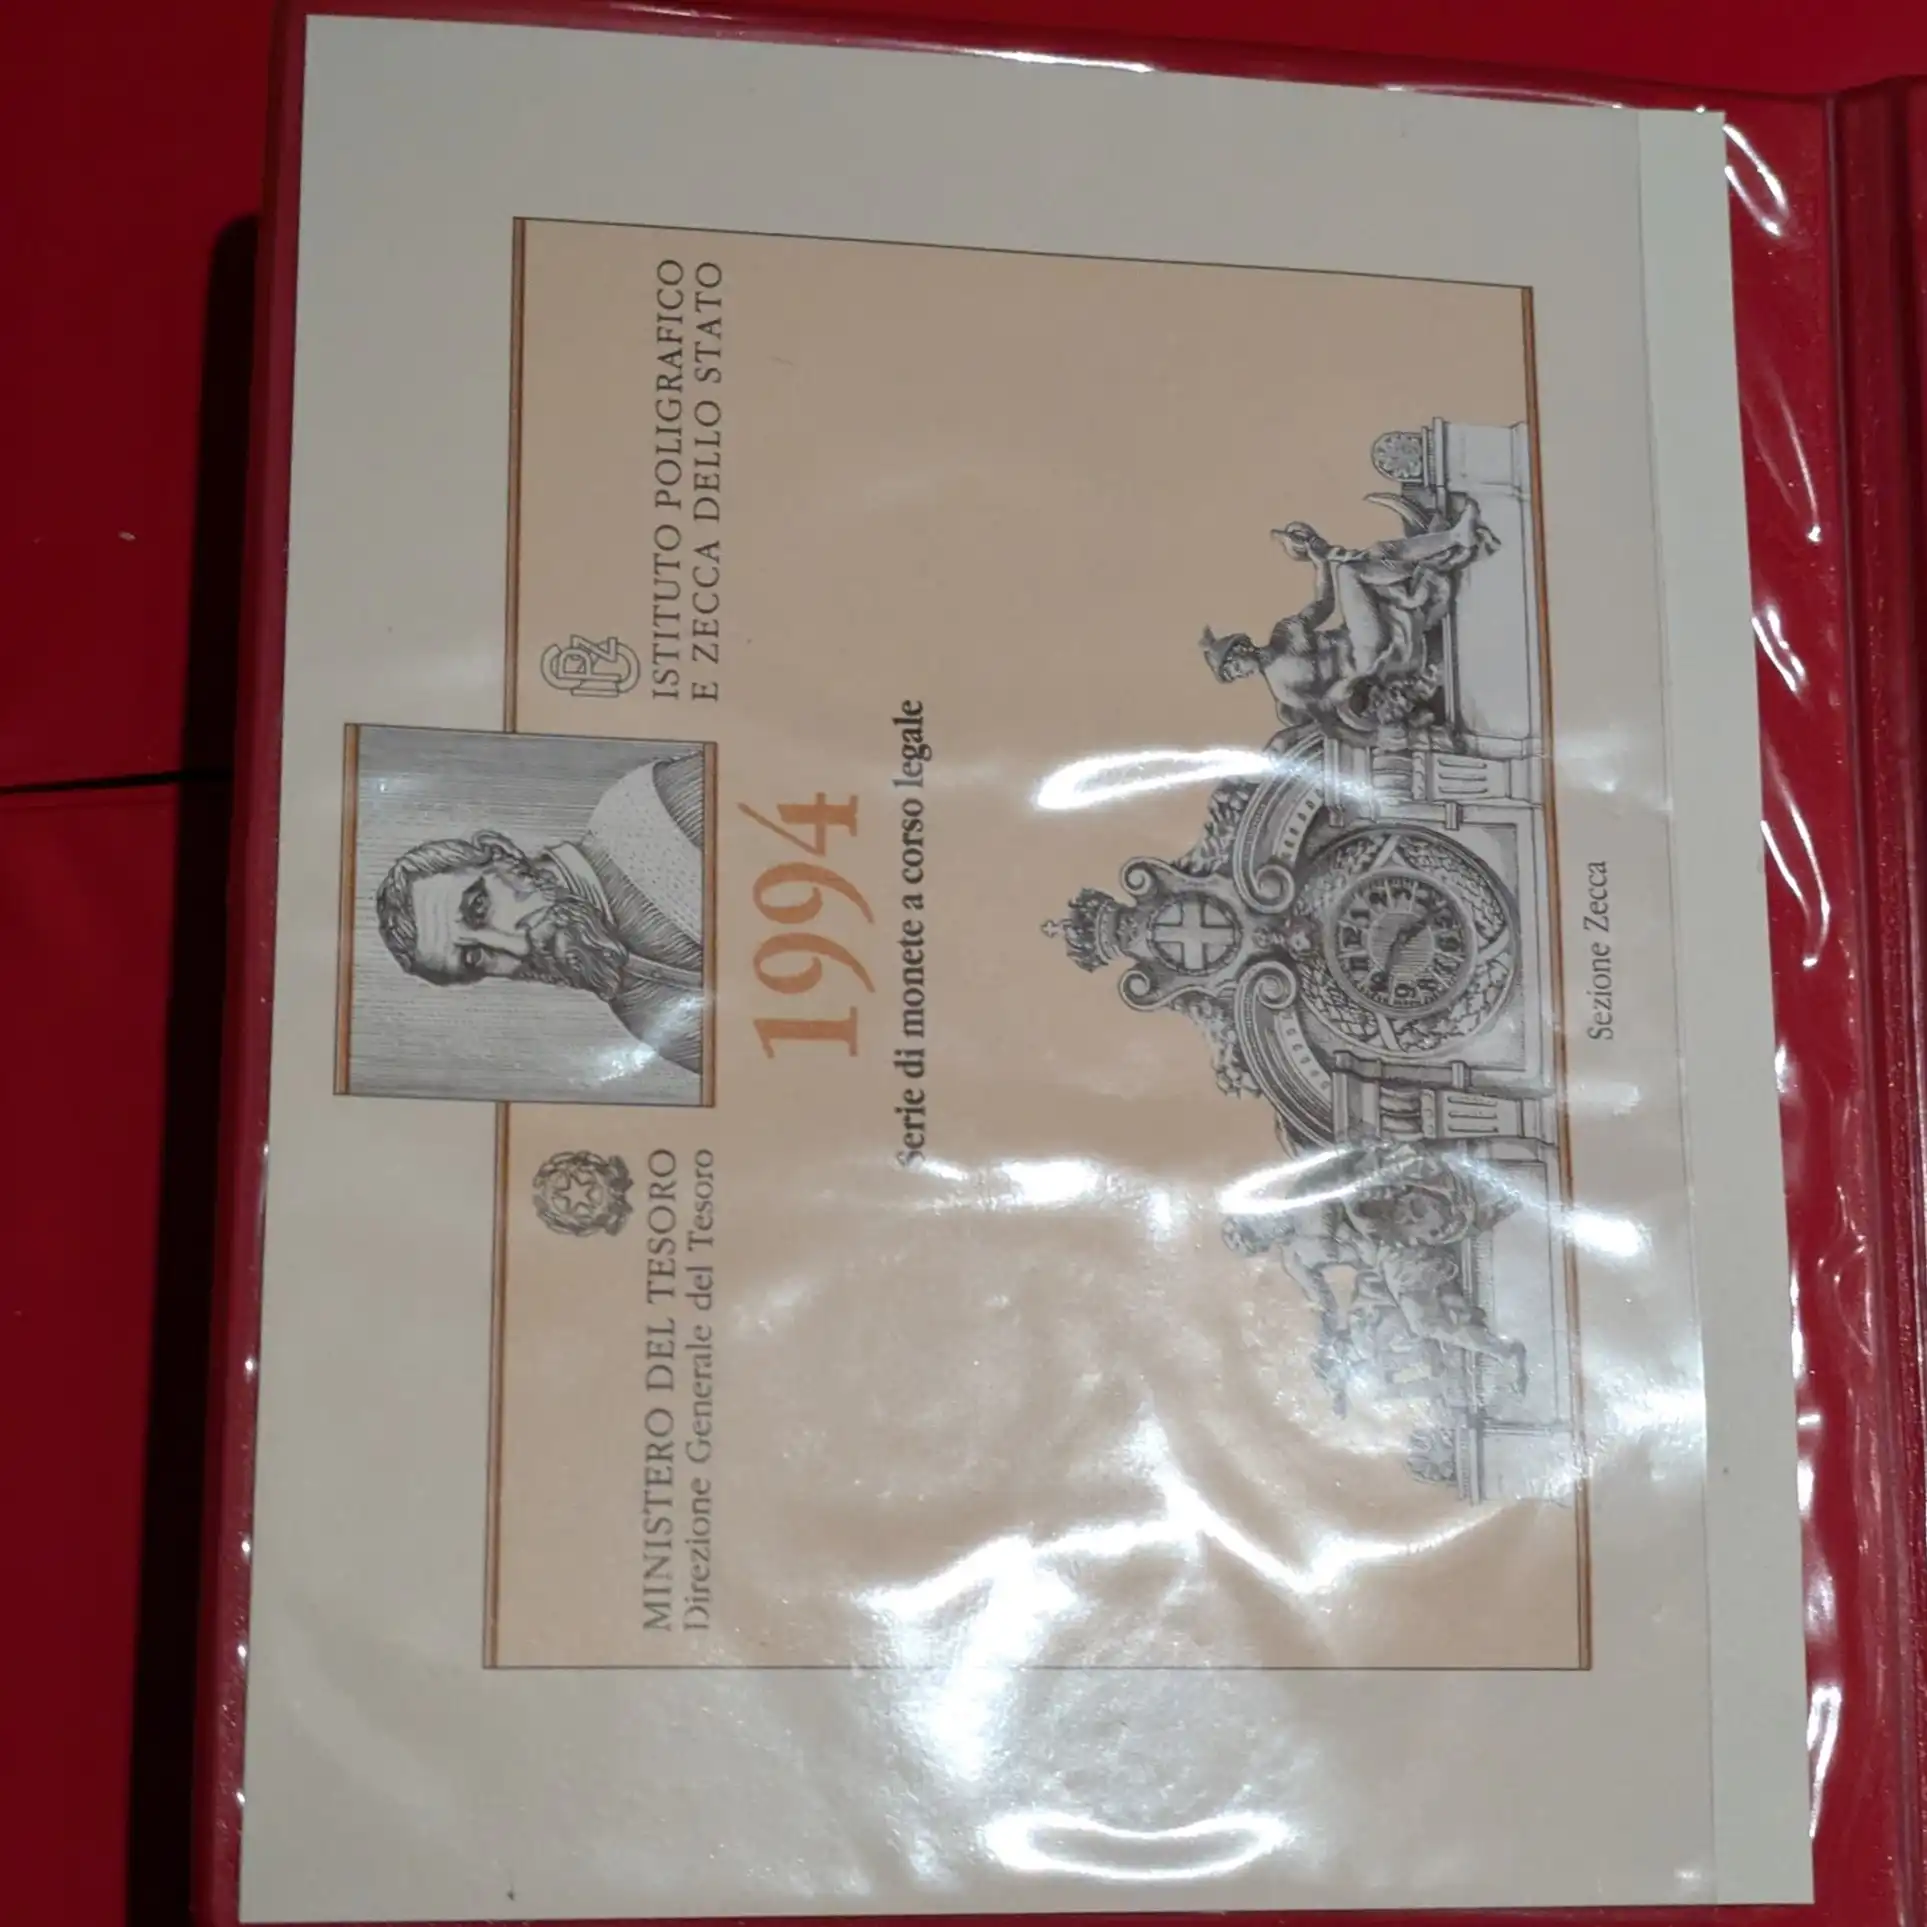 MINISTERO DEL TESORO
Direzione Generale del Tesoro
IPZS
ISTITUTO POLIGRAFICO
E ZECCA DELLO STATO
1994
Serie di monete a corso legale
Sezione Zecca